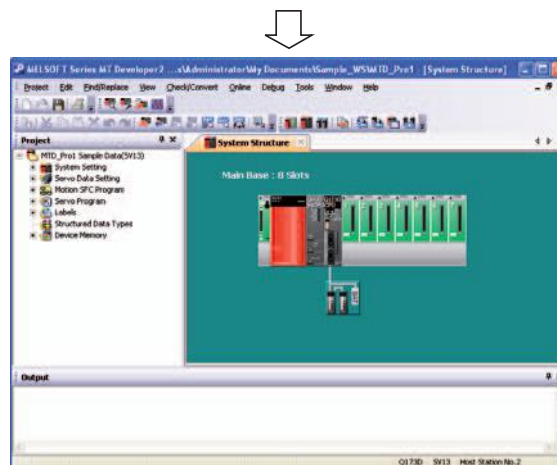 MELSOFT Series MT Developer2 ...s\Administrator\My Documents\Sample_WS\MTD_Pro1 - [System Structure]
Project Edit Find/Replace View Check/Convert Online Debug Tools Window Help
Project
System Structure
MTD_Pro1 Sample Data(SV13)
System Setting
Servo Data Setting
Motion SFC Program
Servo Program
Labels
Structured Data Types
Device Memory
Main Base : 8 Slots
Output
Q173D SV13 Host Station No.2